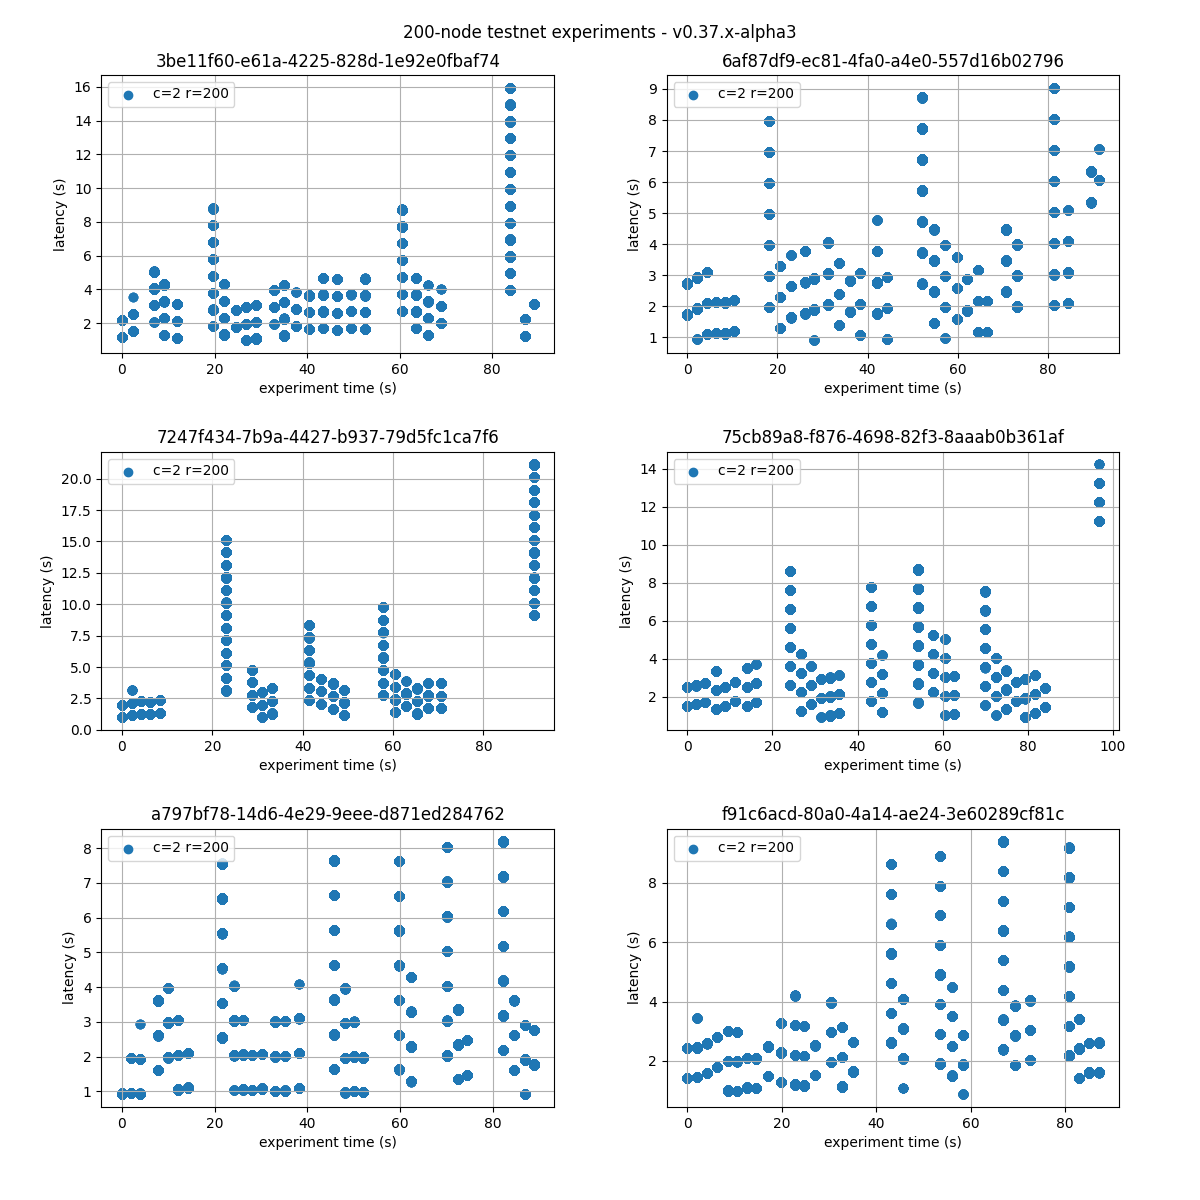 200-node testnet experiments - v0.37.x-alpha3
3be11f60-e61a-4225-828d-1e92e0fbaf74
c=2 r=200
16
14
12
10
8
6
4
2
latency (s)
0 20 40 60 80
experiment time (s)
6af87df9-ec81-4fa0-a4e0-557d16b02796
c=2 r=200
9
8
7
6
5
4
3
2
1
latency (s)
0 20 40 60 80
experiment time (s)
7247f434-7b9a-4427-b937-79d5fc1ca7f6
c=2 r=200
20.0
17.5
15.0
12.5
10.0
7.5
5.0
2.5
0.0
latency (s)
0 20 40 60 80
experiment time (s)
75cb89a8-f876-4698-82f3-8aaab0b361af
c=2 r=200
14
12
10
8
6
4
2
latency (s)
0 20 40 60 80 100
experiment time (s)
a797bf78-14d6-4e29-9eee-d871ed284762
c=2 r=200
8
7
6
5
4
3
2
1
latency (s)
0 20 40 60 80
experiment time (s)
f91c6acd-80a0-4a14-ae24-3e60289cf81c
c=2 r=200
8
6
4
2
latency (s)
0 20 40 60 80
experiment time (s)